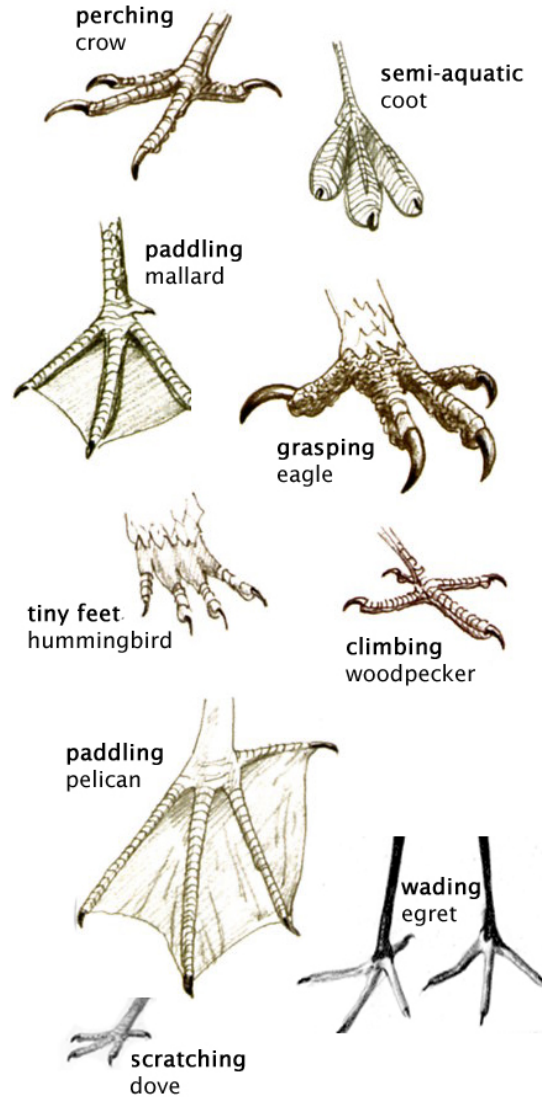 perching
crow
semi-aquatic
coot
paddling
mallard
grasping
eagle
tiny feet
hummingbird
climbing
woodpecker
paddling
pelican
wading
egret
scratching
dove